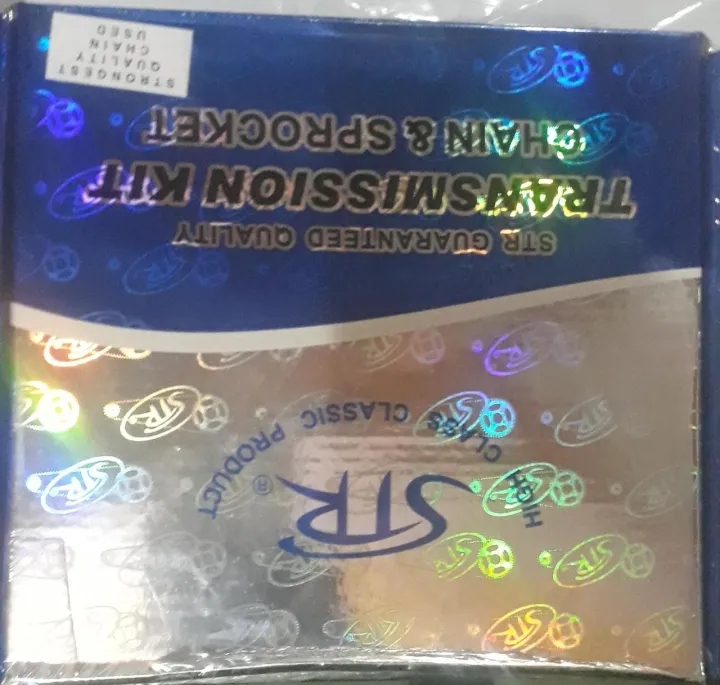 STR®
HIGH CLASS CLASSIC PRODUCT
STR GUARANTEED QUALITY
TRANSMISSION KIT
CHAIN & SPROCKET
STRONGEST
QUALITY
CHAIN
USED